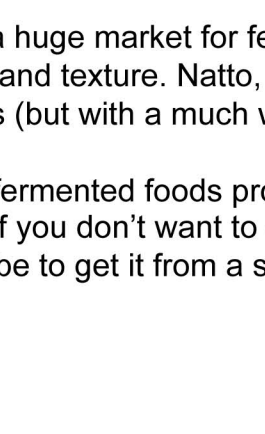 a huge market for fe
and texture. Natto,
s (but with a much w
fermented foods pro
f you don’t want to
be to get it from a s